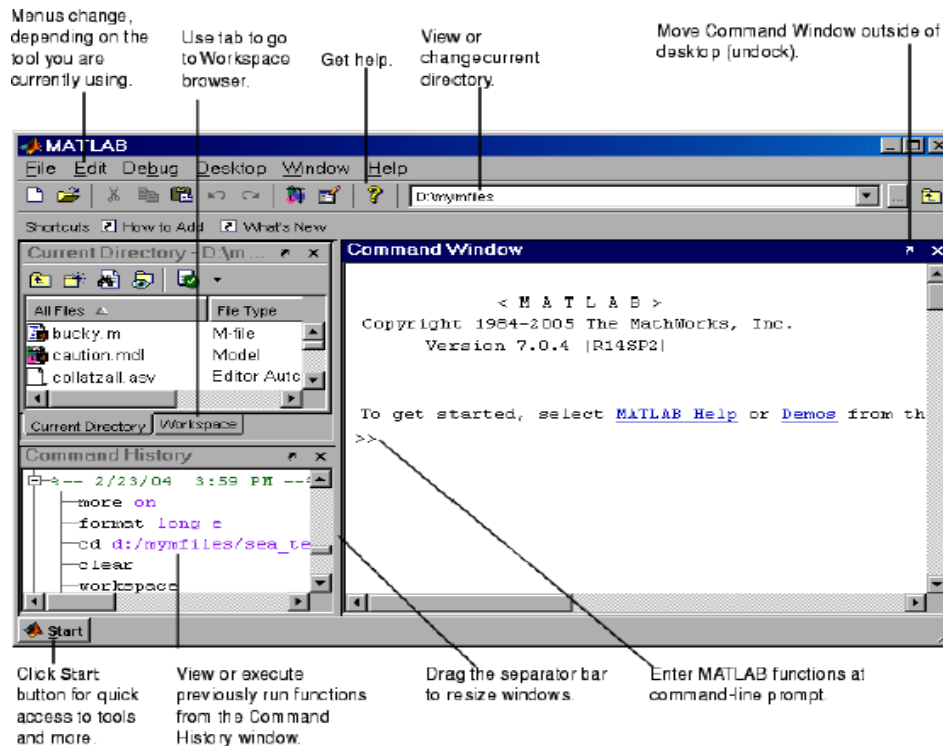 Menus change,
depending on the
tool you are
currently using.
Use tab to go
to Workspace
browser.
Get help.
View or
changecurrent
directory.
Move Command Window outside of
desktop (undock).
MATLAB
File Edit Debug Desktop Window Help
D:\mymfiles
Shortcuts How to Add What's New
Current Directory - D:\m ...
All Files File Type
bucky.m M-file
caution.mdl Model
collatzall.asv Editor Auto
Current Directory Workspace
Command History
%-- 2/23/04 3:59 PM --%
more on
format long e
cd d:/mymfiles/sea_te
clear
workspace
Command Window
< M A T L A B >
Copyright 1984-2005 The MathWorks, Inc.
Version 7.0.4 (R14SP2)
To get started, select MATLAB Help or Demos from th
>>
Start
Click Start
button for quick
access to tools
and more.
View or execute
previously run functions
from the Command
History window.
Drag the separator bar
to resize windows.
Enter MATLAB functions at
command-line prompt.